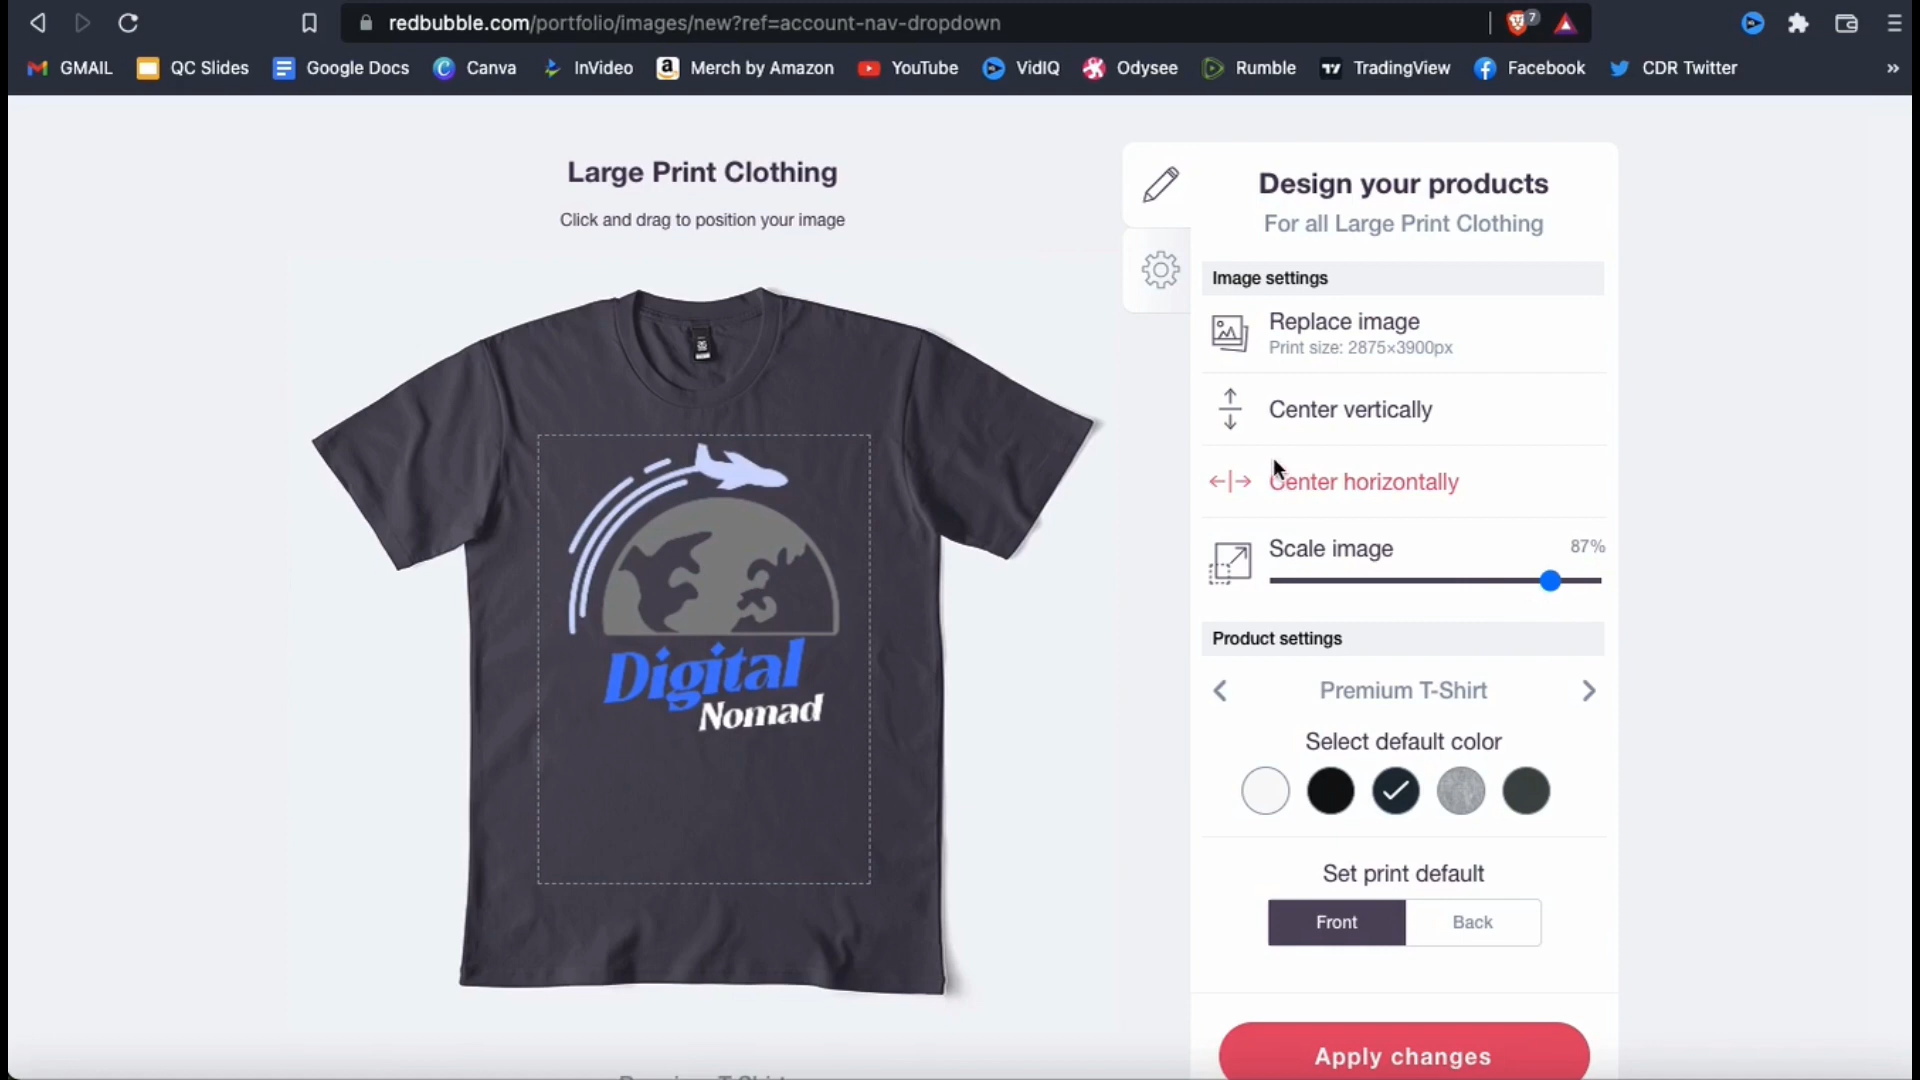 redbubble.com/portfolio/images/new?ref=account-nav-dropdown
7
GMAIL QC Slides Google Docs Canva InVideo Merch by Amazon YouTube VidIQ Odysee Rumble TradingView Facebook CDR Twitter »
Large Print Clothing
Click and drag to position your image
Digital
Nomad
Design your products
For all Large Print Clothing
Image settings
Replace image
Print size: 2875×3900px
Center vertically
Center horizontally
Scale image 87%
Product settings
Premium T-Shirt
Select default color
Set print default
Front Back
Apply changes